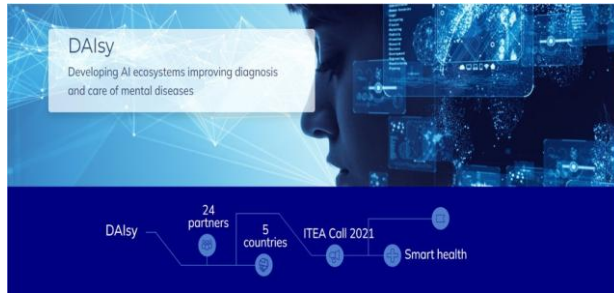 DAIsy
Developing AI ecosystems improving diagnosis
and care of mental diseases
24
partners
DAIsy
5
countries
ITEA Call 2021
Smart health